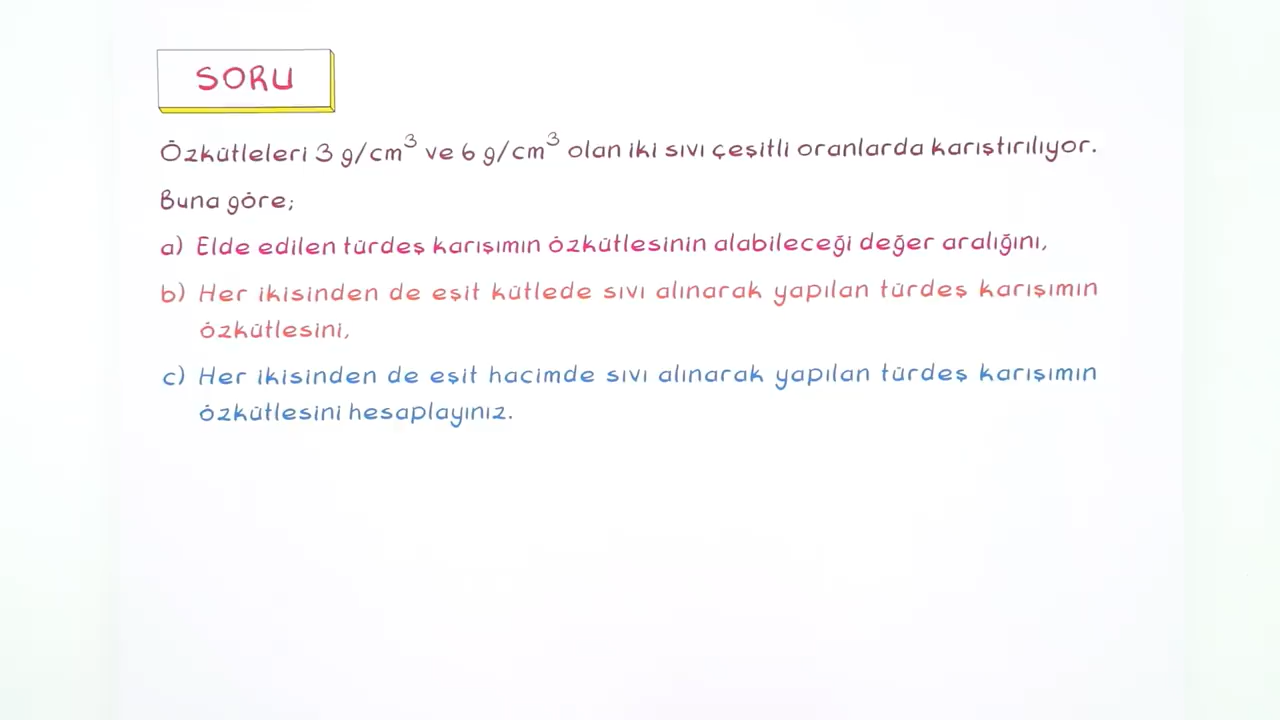 SORU
Özkütleleri 3 g/cm³ ve 6 g/cm³ olan iki sıvı çeşitli oranlarda karıştırılıyor.
Buna göre;
a) Elde edilen türdeş karışımın özkütlesinin alabileceği değer aralığını,
b) Her ikisinden de eşit kütlede sıvı alınarak yapılan türdeş karışımın
özkütlesini,
c) Her ikisinden de eşit hacimde sıvı alınarak yapılan türdeş karışımın
özkütlesini hesaplayınız.